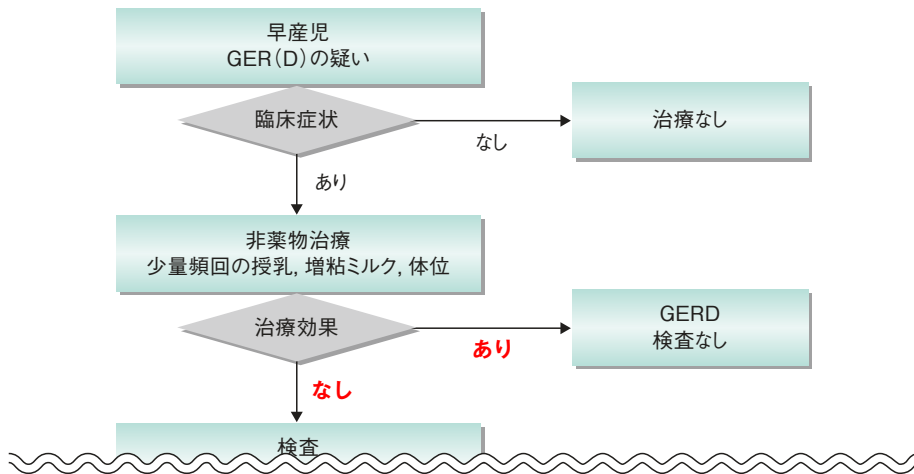 早産児
GER(D)の疑い
臨床症状
なし
治療なし
あり
非薬物治療
少量頻回の授乳, 増粘ミルク, 体位
治療効果
あり
GERD
検査なし
なし
検査